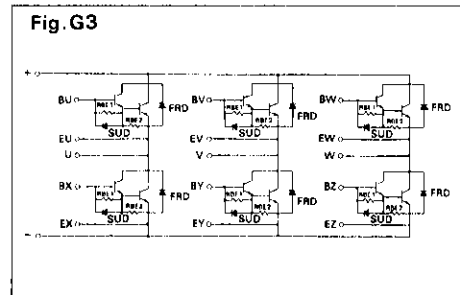 Fig.G3
+
BU RBE1 RBE2 FRD BV RBE1 RBE2 FRD BW RBE1 RBE2 FRD
SUD SUD SUD
EU EV EW
U V W
BX RBE1 RBE2 FRD BY RBE1 RBE2 FRD BZ RBE1 RBE2 FRD
SUD SUD SUD
EX EY EZ
-